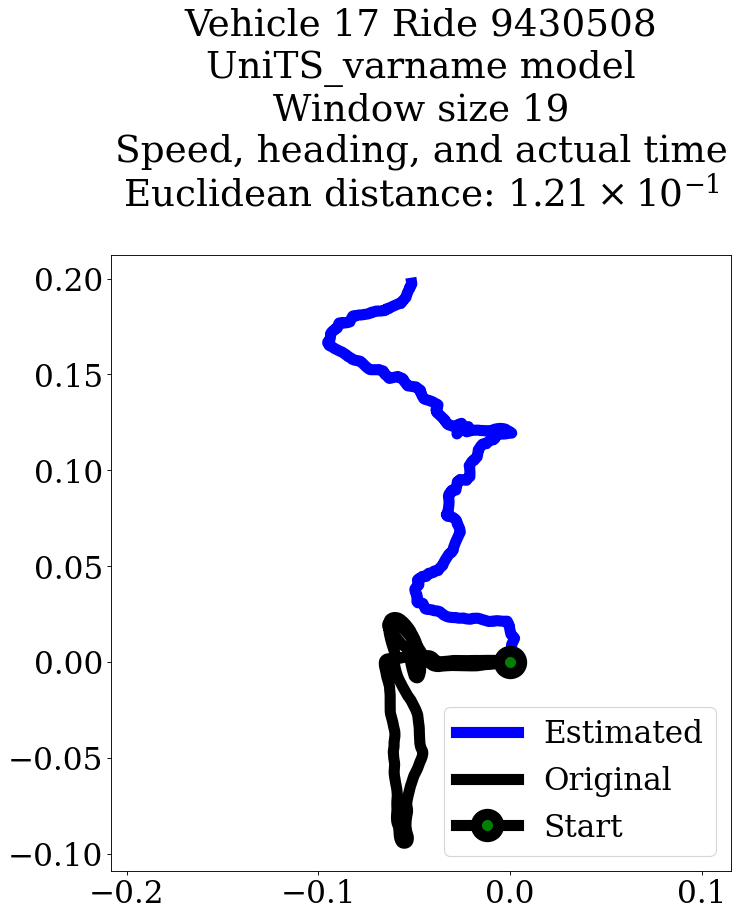 Vehicle 17 Ride 9430508
UniTS_varname model
Window size 19
Speed, heading, and actual time
Euclidean distance: 1.21 × 10⁻¹
0.20
0.15
0.10
0.05
0.00
−0.05
−0.10
−0.2
−0.1
0.0
0.1
Estimated
Original
Start